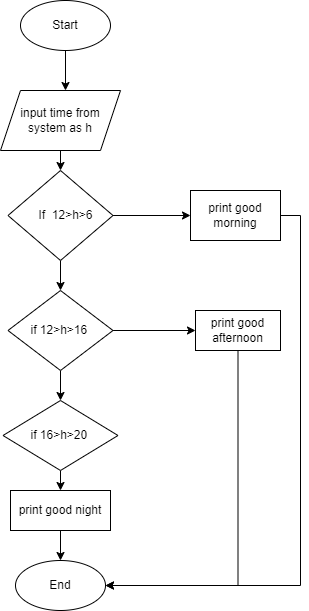 Start
input time from
system as h
If 12>h>6
print good
morning
if 12>h>16
print good
afternoon
if 16>h>20
print good night
End